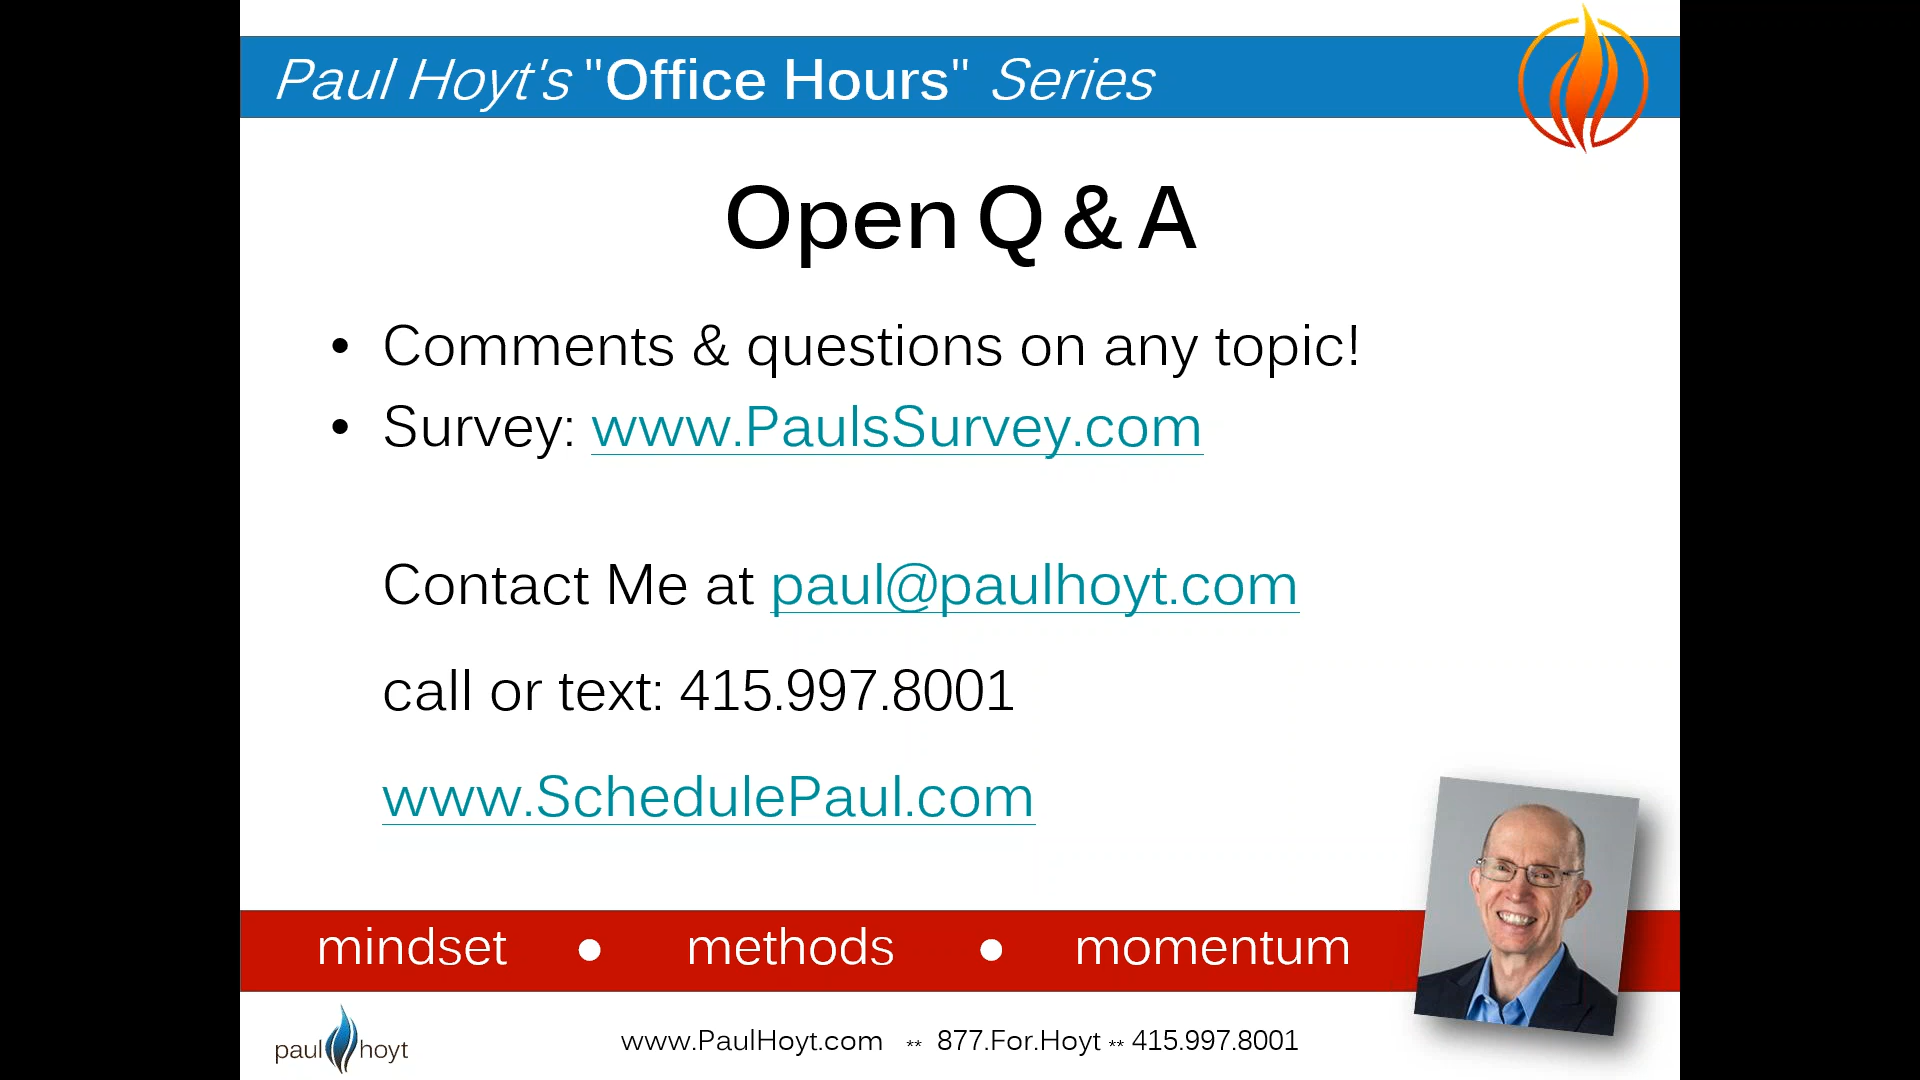 Paul Hoyt's "Office Hours" Series
Open Q & A
• Comments & questions on any topic!
• Survey: www.PaulsSurvey.com
Contact Me at paul@paulhoyt.com
call or text: 415.997.8001
www.SchedulePaul.com
mindset • methods • momentum
paul hoyt
www.PaulHoyt.com ** 877.For.Hoyt ** 415.997.8001